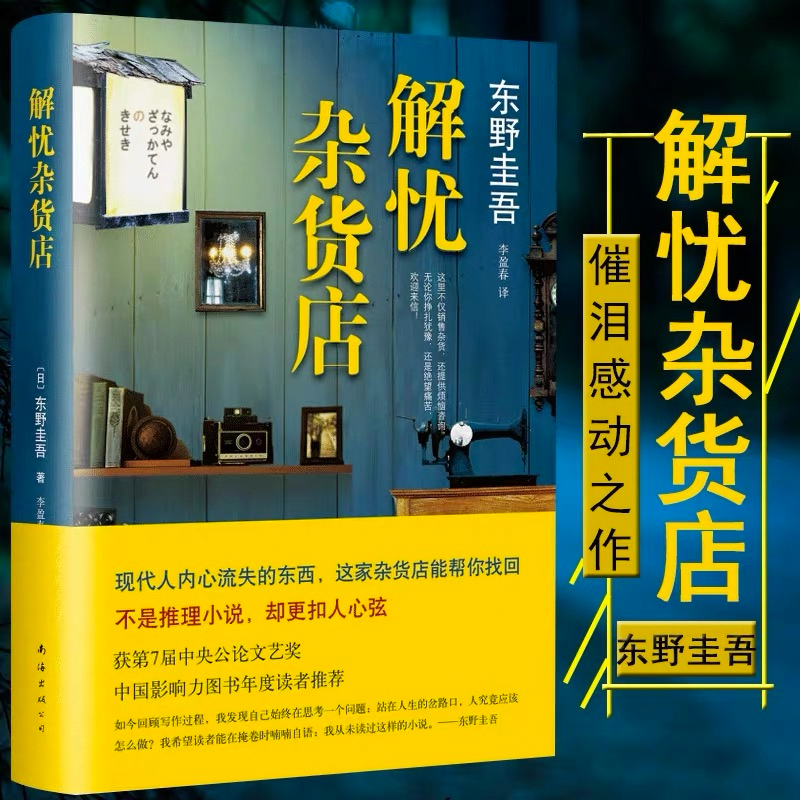 解忧杂货店
〔日〕东野圭吾 著
李盈春
南海出版公司
なみや
ざっかてん
の
きせき
解忧
杂货店
东野圭吾
李盈春 译
这里不仅销售杂货，还提供烦恼咨询。
无论你挣扎犹豫，还是绝望痛苦，
欢迎来信！
现代人内心流失的东西，这家杂货店能帮你找回
不是推理小说，却更扣人心弦
获第7届中央公论文艺奖
中国影响力图书年度读者推荐
如今回顾写作过程，我发现自己始终在思考一个问题：站在人生的岔路口，人究竟应该
怎么做？我希望读者能在掩卷时喃喃自语：我从未读过这样的小说。——东野圭吾
解忧杂货店
催泪感动之作
东野圭吾